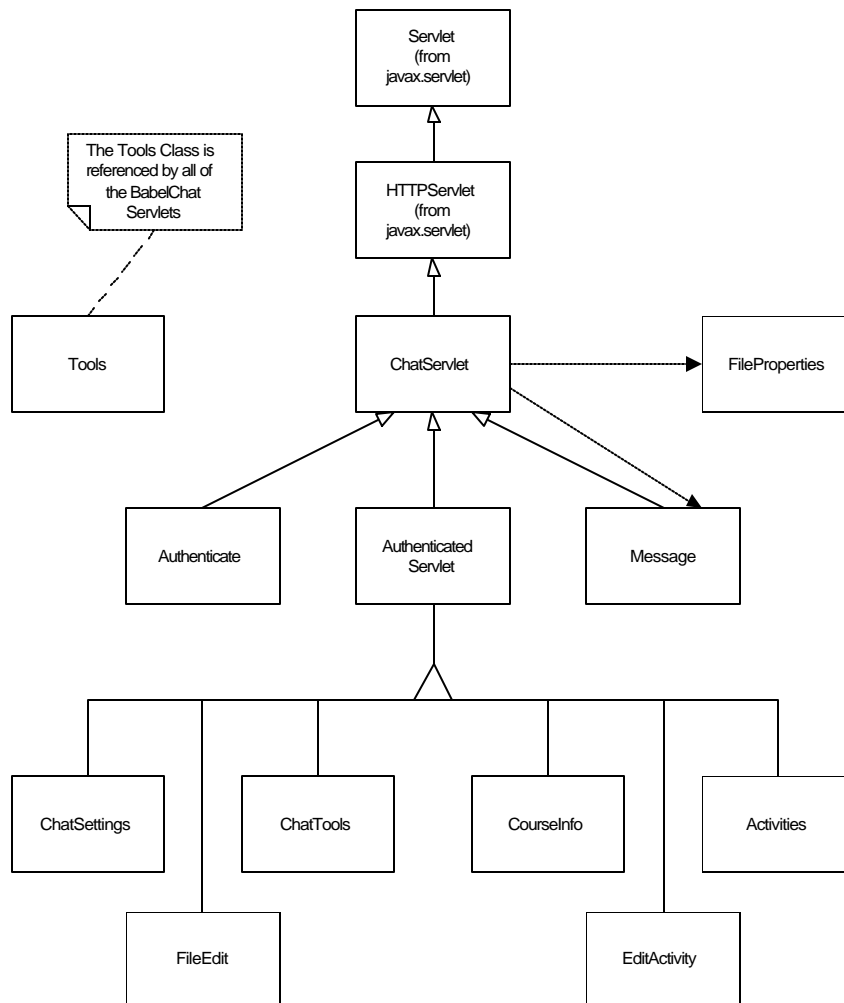 Servlet
(from
javax.servlet)
The Tools Class is
referenced by all of
the BabelChat
Servlets
HTTPServlet
(from
javax.servlet)
Tools
ChatServlet
FileProperties
Authenticate
Authenticated
Servlet
Message
ChatSettings
ChatTools
CourseInfo
Activities
FileEdit
EditActivity